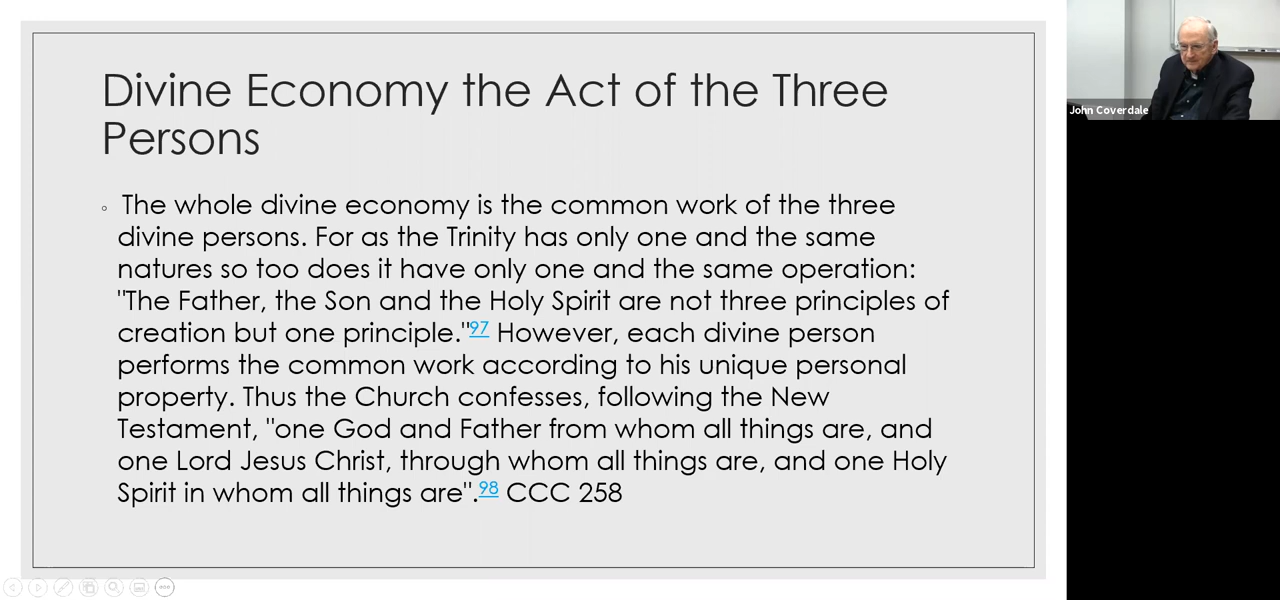 Divine Economy the Act of the Three
Persons
The whole divine economy is the common work of the three
divine persons. For as the Trinity has only one and the same
natures so too does it have only one and the same operation:
"The Father, the Son and the Holy Spirit are not three principles of
creation but one principle."97 However, each divine person
performs the common work according to his unique personal
property. Thus the Church confesses, following the New
Testament, "one God and Father from whom all things are, and
one Lord Jesus Christ, through whom all things are, and one Holy
Spirit in whom all things are".98 CCC 258
John Coverdale